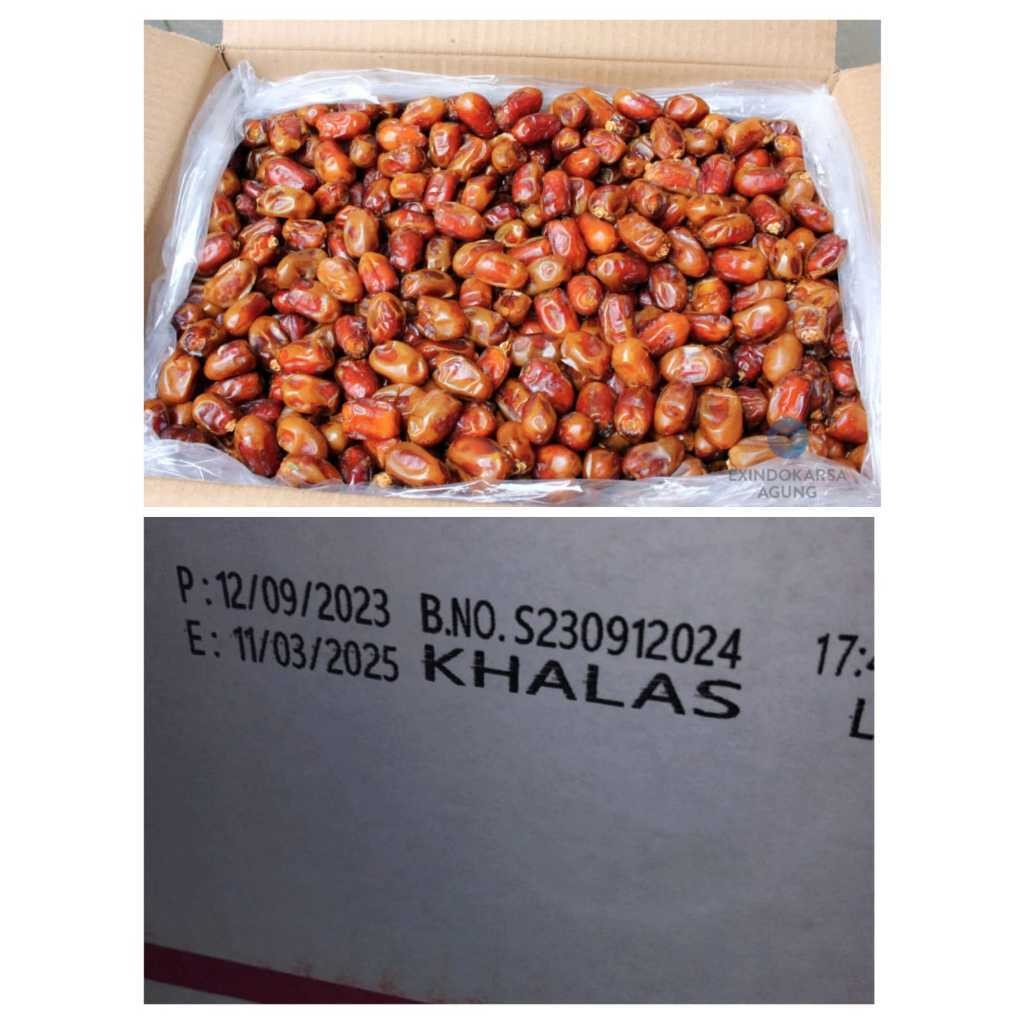 EXINDOKARSA
AGUNG
P:12/09/2023 B.NO. S230912024
E: 11/03/2025 KHALAS